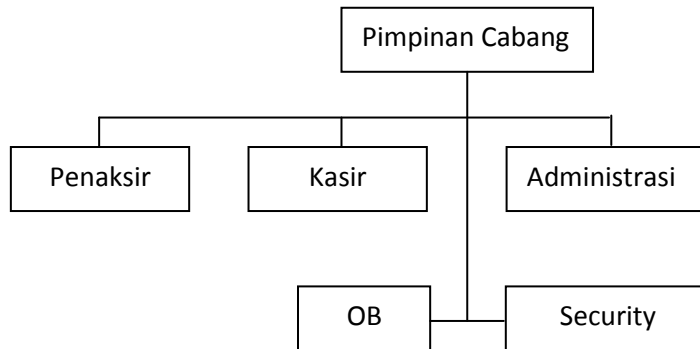 Pimpinan Cabang
Penaksir
Kasir
Administrasi
OB
Security